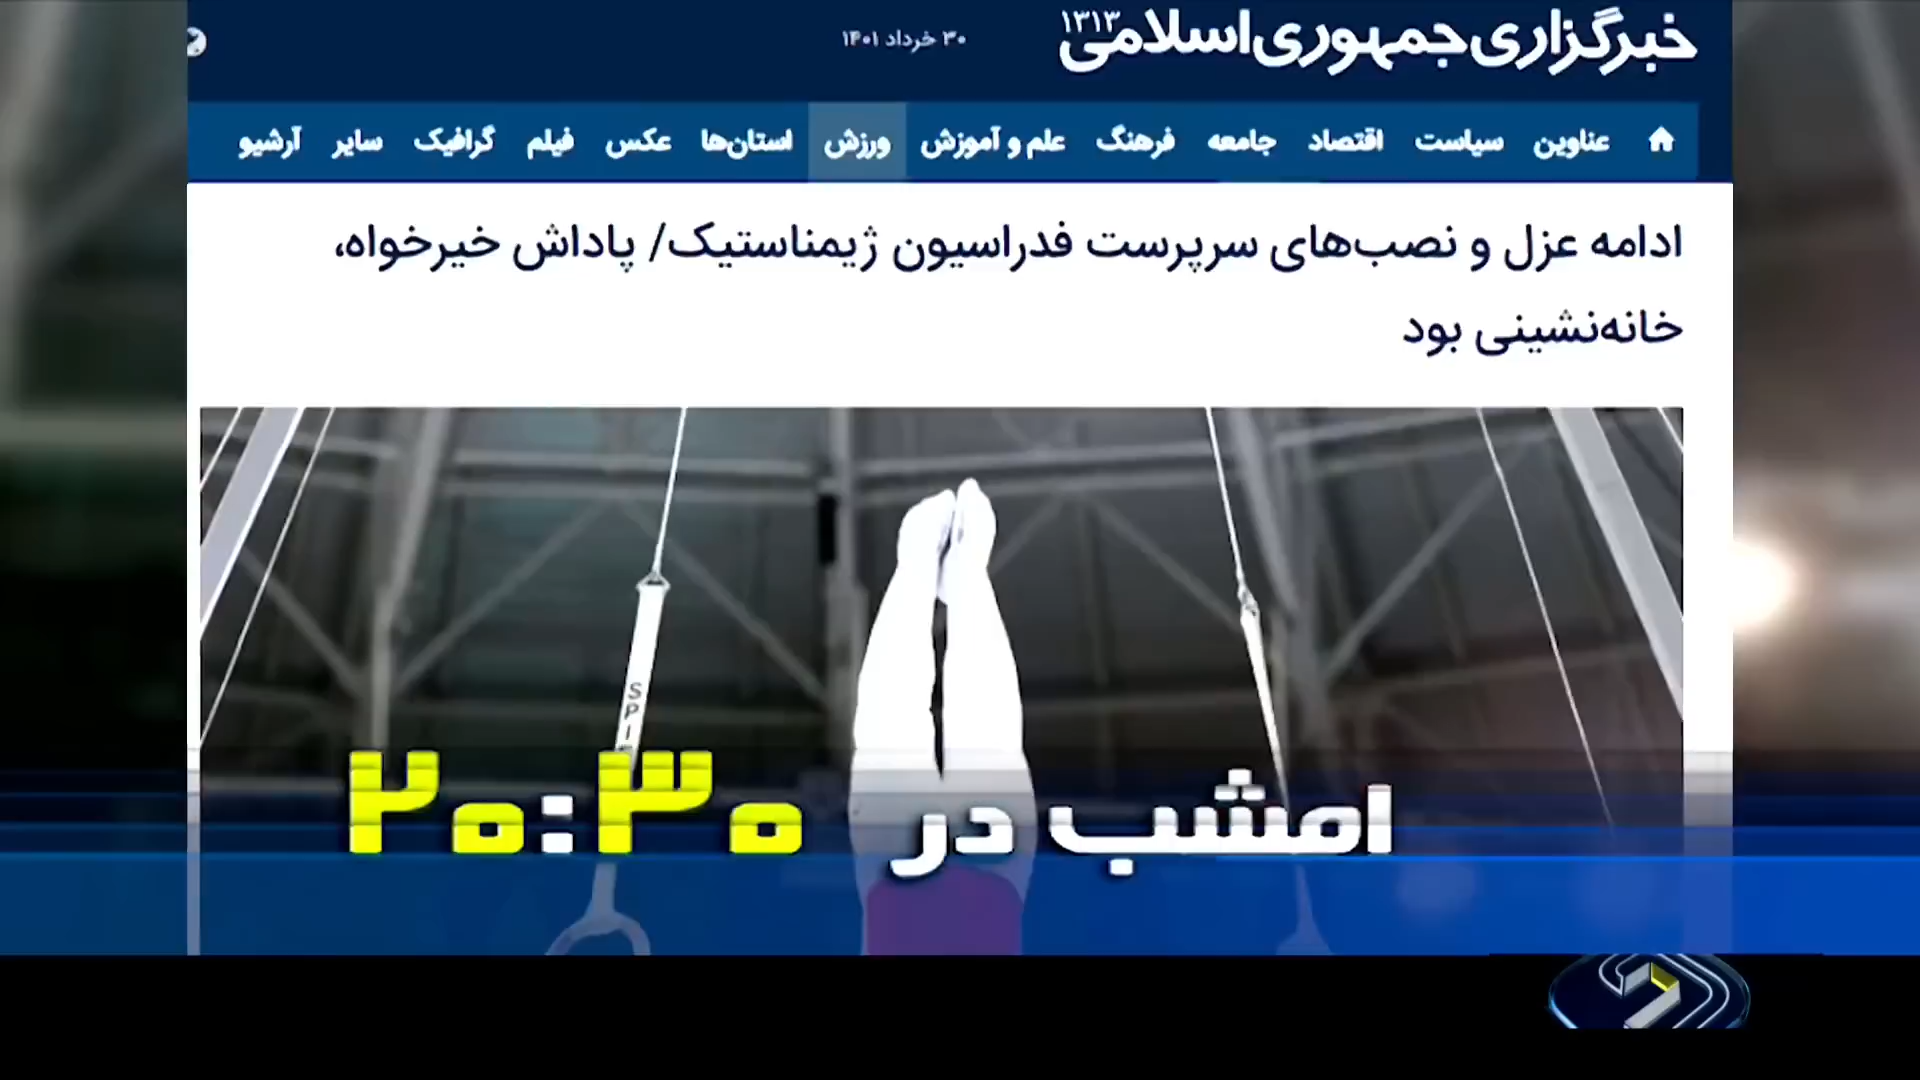 خبرگزاری جمهوری اسلامی ۱۳۱۳
۳۰ خرداد ۱۴۰۱
عناوین سیاست اقتصاد جامعه فرهنگ علم و آموزش ورزش استان‌ها عکس فیلم گرافیک سایر آرشیو
ادامه عزل و نصب‌های سرپرست فدراسیون ژیمناستیک/ پاداش خیرخواه،
خانه‌نشینی بود
امشب در ۲۰:۳۰